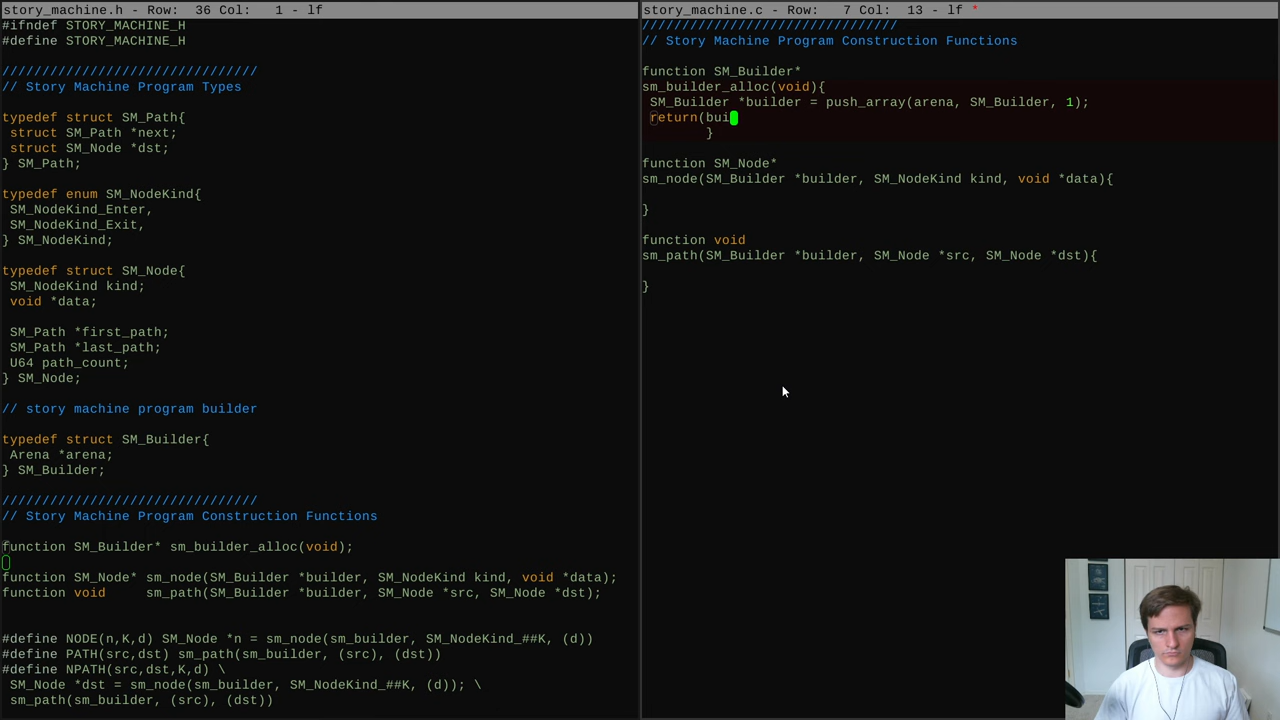 story_machine.h - Row:  36 Col:   1 - lf
#ifndef STORY_MACHINE_H
#define STORY_MACHINE_H
////////////////////////////////
// Story Machine Program Types
typedef struct SM_Path{
 struct SM_Path *next;
 struct SM_Node *dst;
} SM_Path;
typedef enum SM_NodeKind{
 SM_NodeKind_Enter,
 SM_NodeKind_Exit,
} SM_NodeKind;
typedef struct SM_Node{
 SM_NodeKind kind;
 void *data;
 SM_Path *first_path;
 SM_Path *last_path;
 U64 path_count;
} SM_Node;
// story machine program builder
typedef struct SM_Builder{
 Arena *arena;
} SM_Builder;
////////////////////////////////
// Story Machine Program Construction Functions
function SM_Builder* sm_builder_alloc(void);
function SM_Node* sm_node(SM_Builder *builder, SM_NodeKind kind, void *data);
function void     sm_path(SM_Builder *builder, SM_Node *src, SM_Node *dst);
#define NODE(n,K,d) SM_Node *n = sm_node(sm_builder, SM_NodeKind_##K, (d))
#define PATH(src,dst) sm_path(sm_builder, (src), (dst))
#define NPATH(src,dst,K,d) \
 SM_Node *dst = sm_node(sm_builder, SM_NodeKind_##K, (d)); \
 sm_path(sm_builder, (src), (dst))
story_machine.c - Row:   7 Col:  13 - lf *
////////////////////////////////
// Story Machine Program Construction Functions
function SM_Builder*
sm_builder_alloc(void){
 SM_Builder *builder = push_array(arena, SM_Builder, 1);
 return(bui
}
function SM_Node*
sm_node(SM_Builder *builder, SM_NodeKind kind, void *data){
}
function void
sm_path(SM_Builder *builder, SM_Node *src, SM_Node *dst){
}